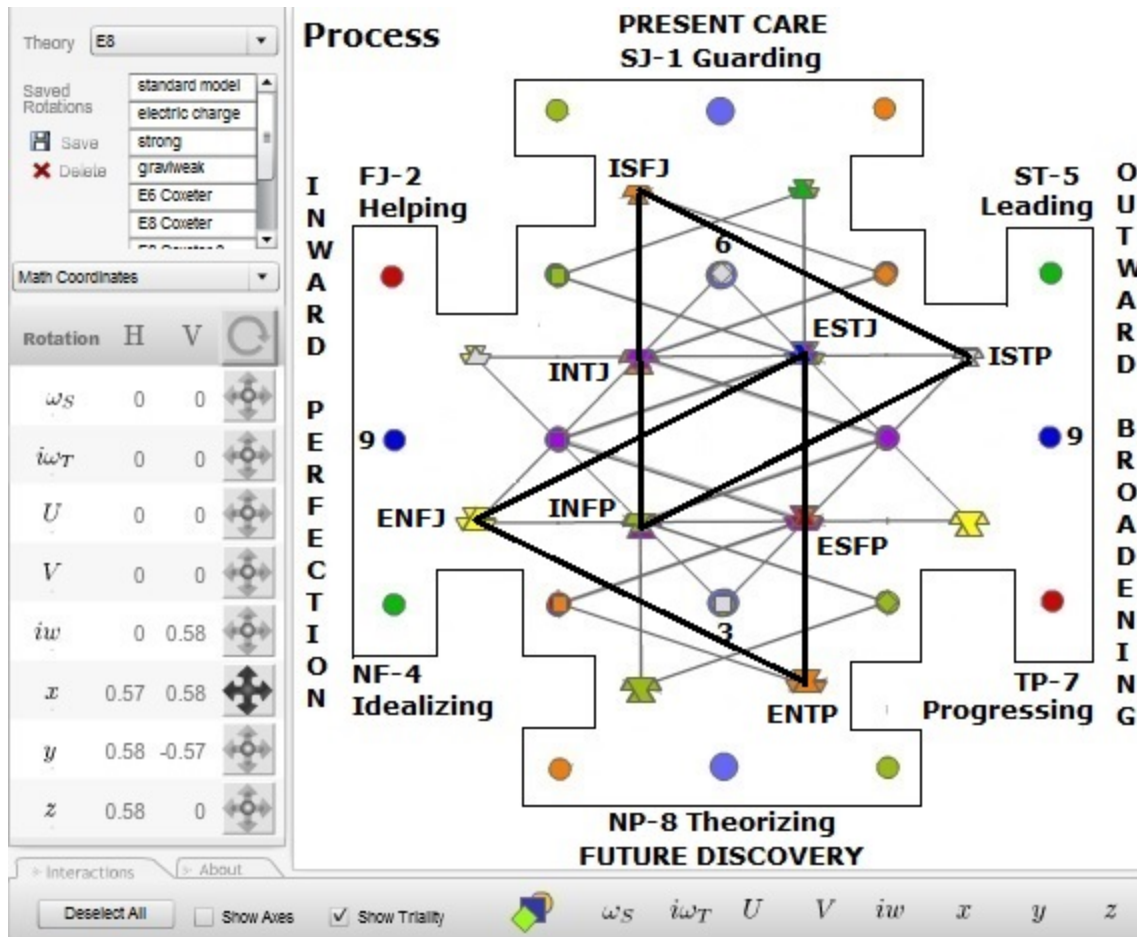 Theory
E8
Saved
Rotations
Save
Delete
standard model
electric charge
strong
graviweak
E6 Coxeter
E8 Coxeter
E8 Coxeter 2
Math Coordinates
Rotation H V
ωS 0 0
iωT 0 0
U 0 0
V 0 0
iw 0 0.58
x 0.57 0.58
y 0.58 -0.57
z 0.58 0
Interactions
About
Deselect All
Show Axes
Show Triality
ωS iωT U V iw x y z
Process
PRESENT CARE
SJ-1 Guarding
INWARD PERFECTION
FJ-2
Helping
ST-5
Leading
OUTWARD BROADENING
ISFJ
6
ESTJ
INTJ
ISTP
9
9
ENFJ
INFP
ESFP
3
NF-4
Idealizing
ENTP
TP-7
Progressing
NP-8 Theorizing
FUTURE DISCOVERY